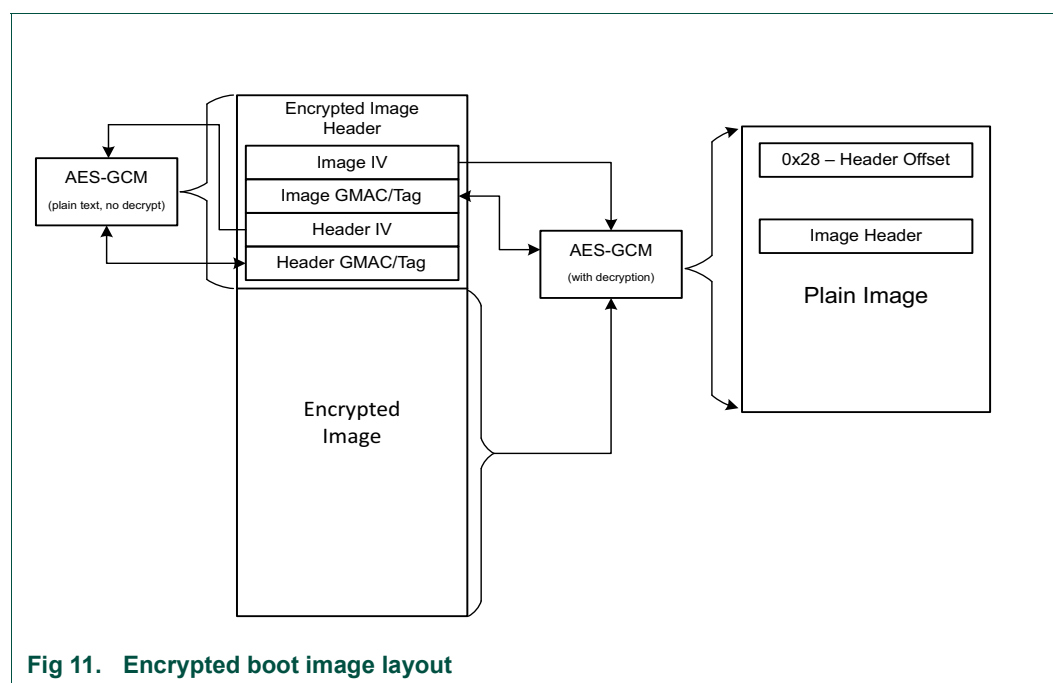 Encrypted Image
Header
Image IV
Image GMAC/Tag
Header IV
Header GMAC/Tag
AES-GCM
(plain text, no decrypt)
Encrypted
Image
AES-GCM
(with decryption)
0x28 – Header Offset
Image Header
Plain Image
Fig 11. Encrypted boot image layout